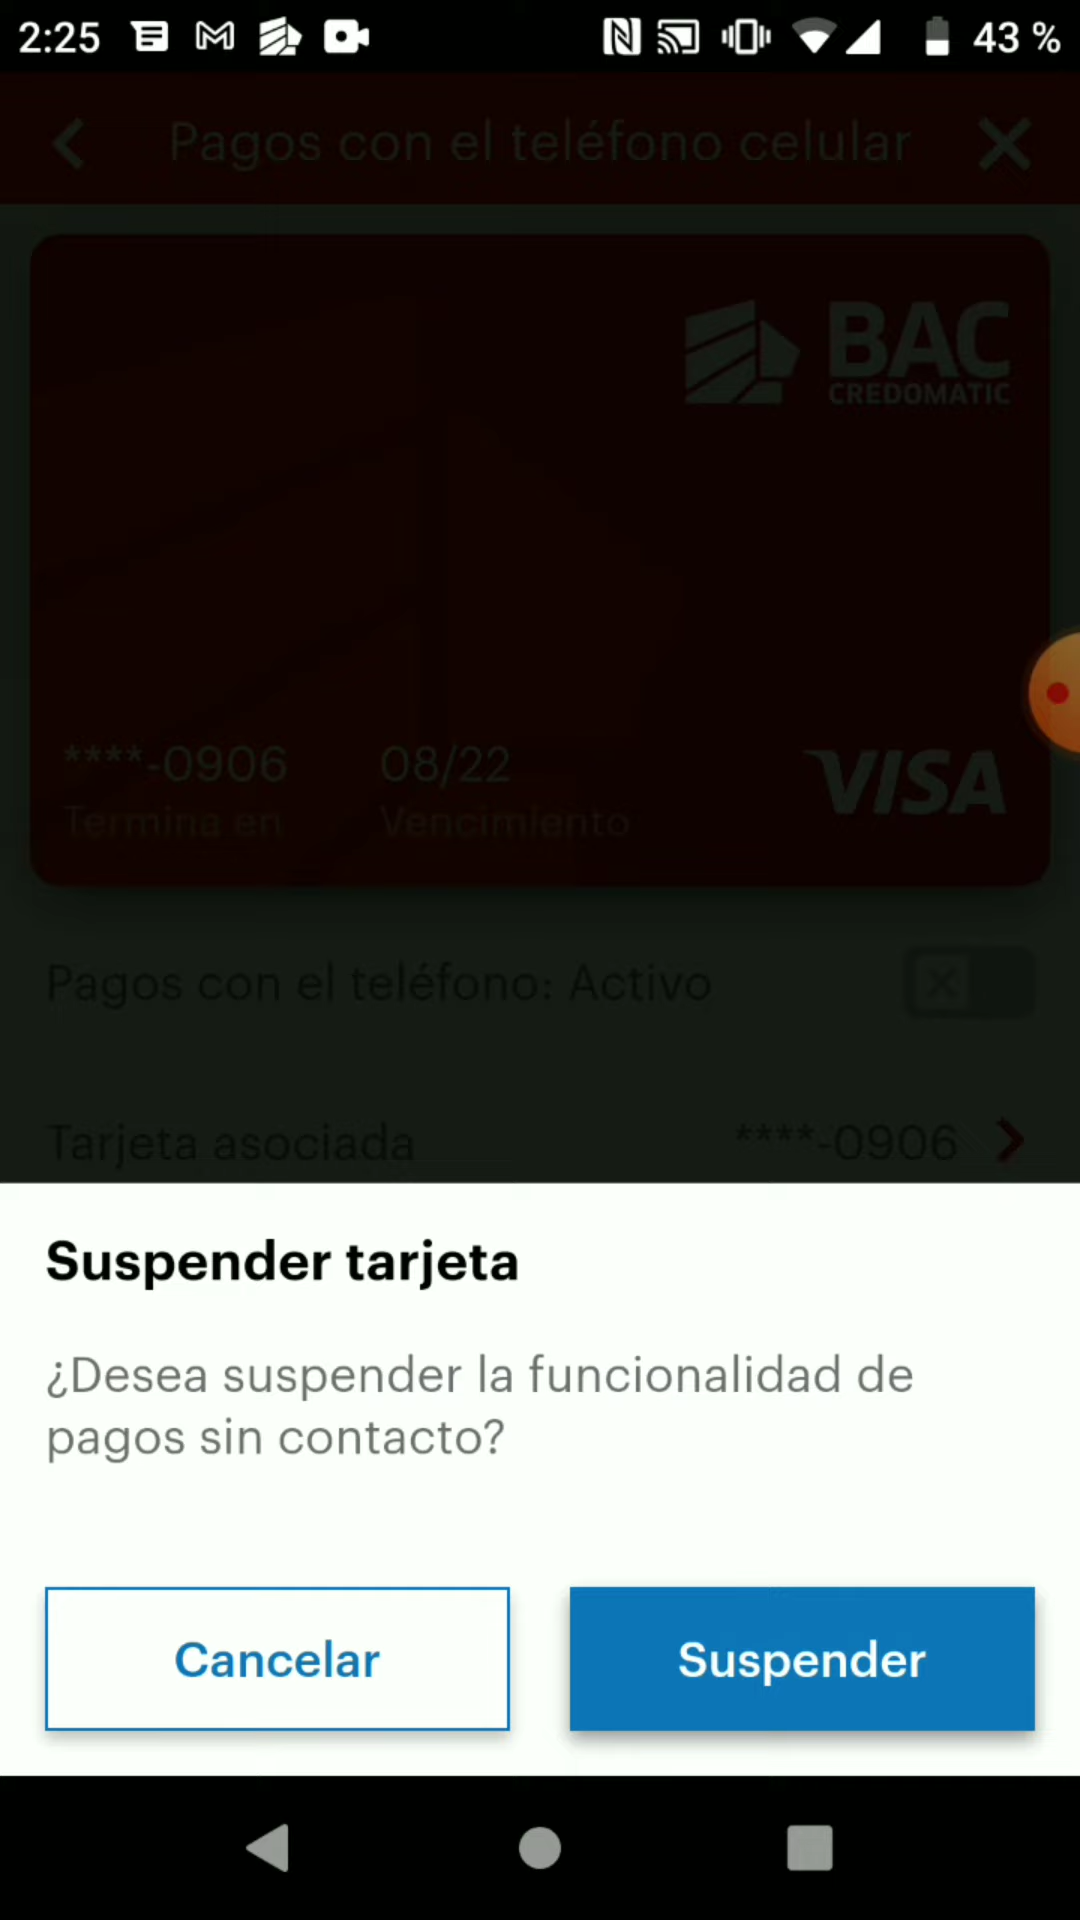 2:25
43 %
Pagos con el teléfono celular
BAC
CREDOMATIC
****-0906 08/22
Termina en Vencimiento
VISA
Pagos con el teléfono: Activo
Tarjeta asociada ****-0906
Suspender tarjeta
¿Desea suspender la funcionalidad de
pagos sin contacto?
Cancelar
Suspender